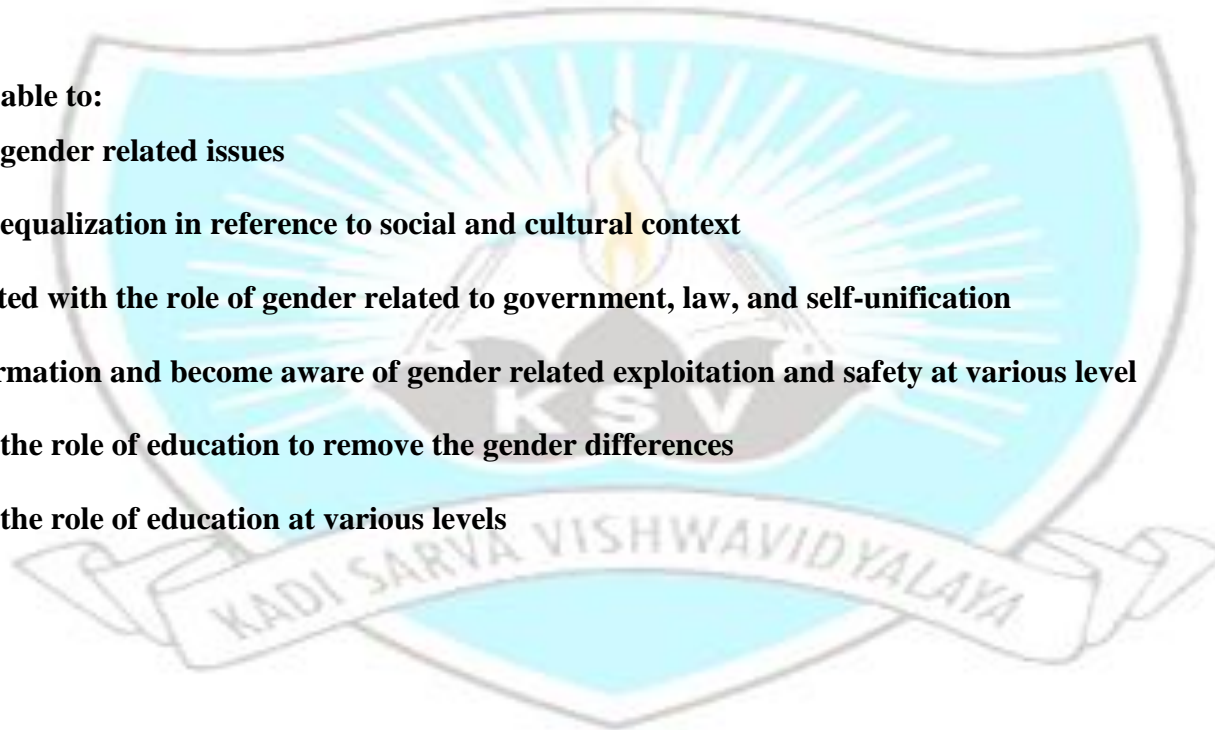 able to:
gender related issues
equalization in reference to social and cultural context
ted with the role of gender related to government, law, and self-unification
rmation and become aware of gender related exploitation and safety at various level
the role of education to remove the gender differences
the role of education at various levels
KSV
KADI SARVA VISHWAVIDYALAYA